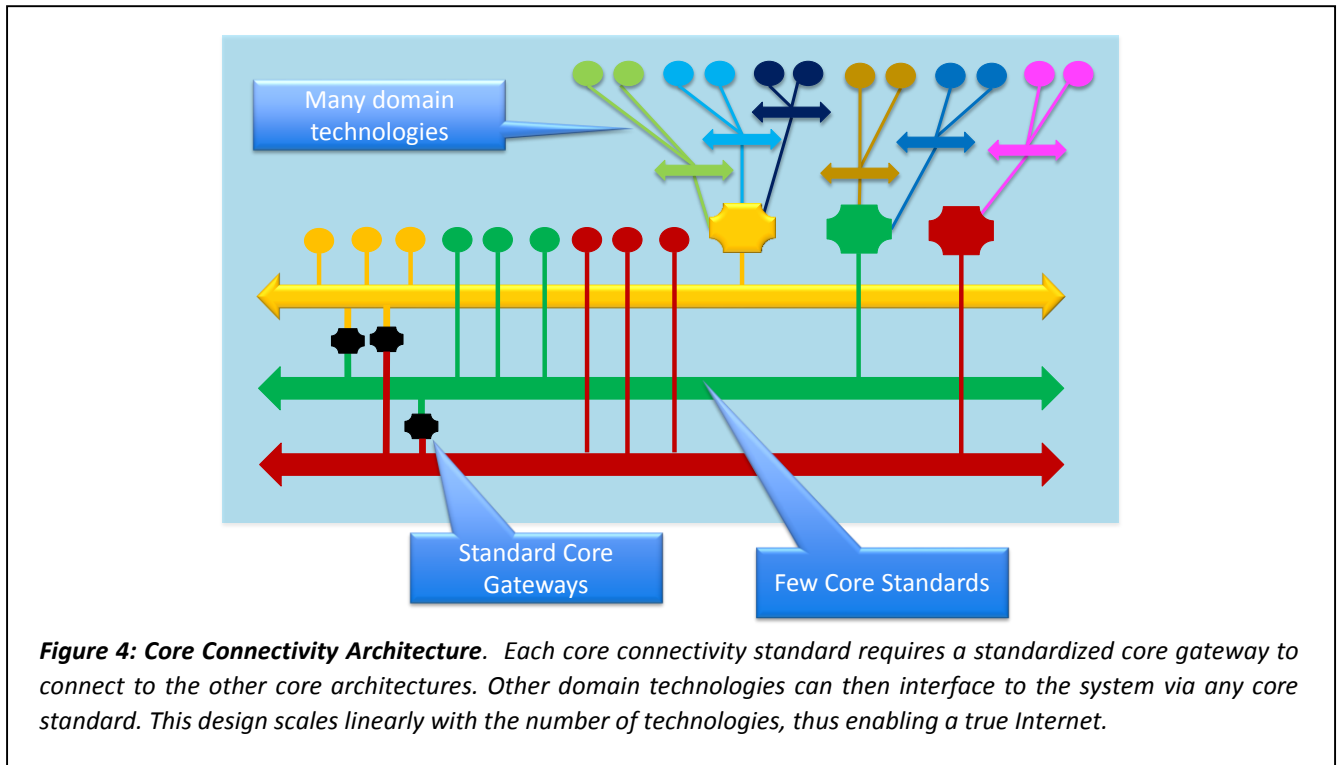 Many domain
technologies
Standard Core
Gateways
Few Core Standards
Figure 4: Core Connectivity Architecture. Each core connectivity standard requires a standardized core gateway to
connect to the other core architectures. Other domain technologies can then interface to the system via any core
standard. This design scales linearly with the number of technologies, thus enabling a true Internet.